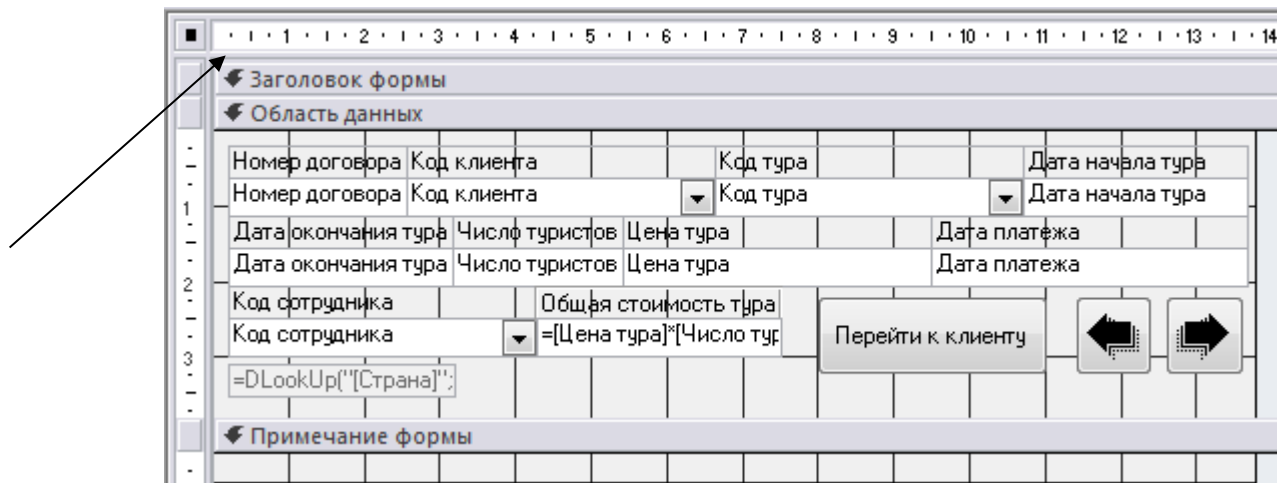 1 2 3 4 5 6 7 8 9 10 11 12 13 14
Заголовок формы
Область данных
Номер договора Код клиента Код тура Дата начала тура
1 Номер договора Код клиента Код тура Дата начала тура
Дата окончания тура Число туристов Цена тура Дата платежа
Дата окончания тура Число туристов Цена тура Дата платежа
2
Код сотрудника Общая стоимость тура
Код сотрудника =[Цена тура]*[Число тур Перейти к клиенту
3
=DLookUp("[Страна]";
Примечание формы